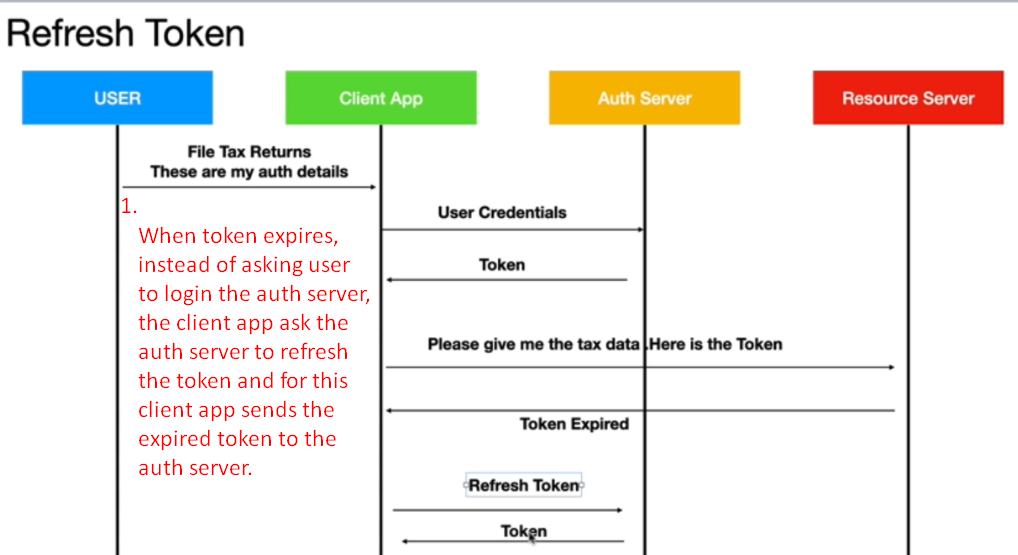 Refresh Token
USER
Client App
Auth Server
Resource Server
File Tax Returns
These are my auth details
1.
When token expires,
instead of asking user
to login the auth server,
the client app ask the
auth server to refresh
the token and for this
client app sends the
expired token to the
auth server.
User Credentials
Token
Please give me the tax data .Here is the Token
Token Expired
Refresh Token
Token